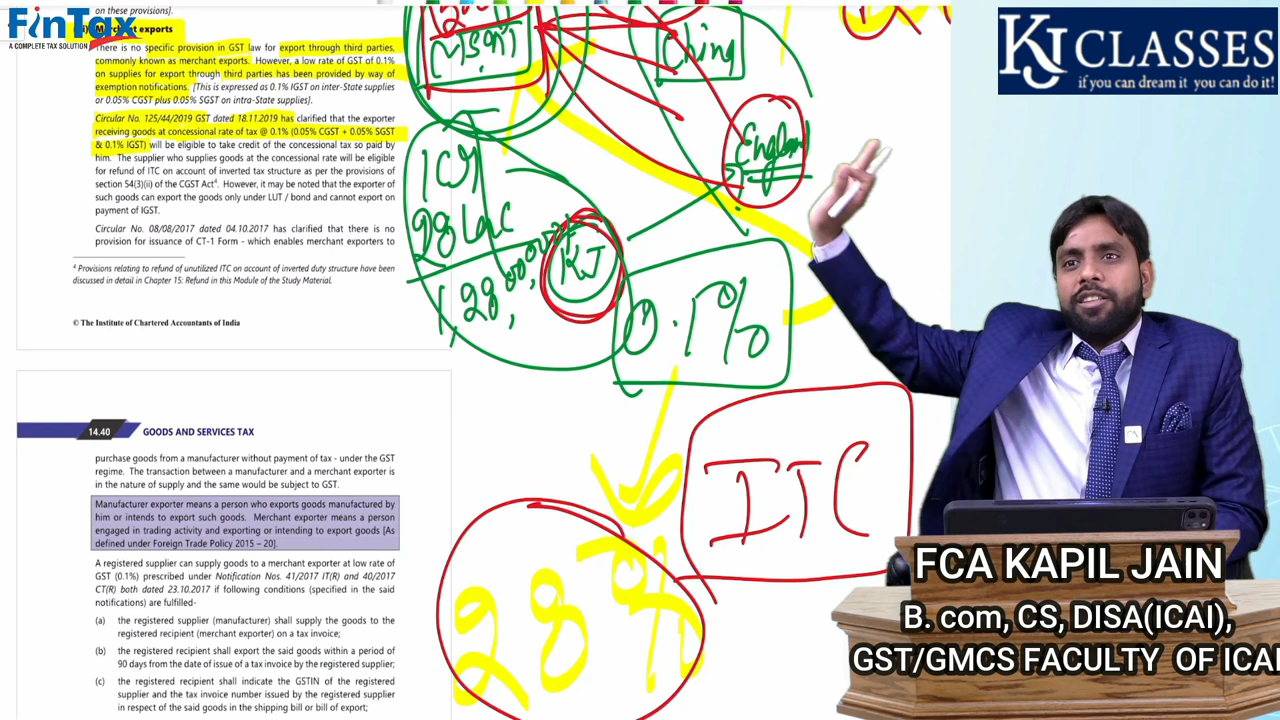 on these provisions].
FinTax
A COMPLETE TAX SOLUTION
Merchant exports
There is no specific provision in GST law for export through third parties,
commonly known as merchant exports. However, a low rate of GST of 0.1%
on supplies for export through third parties has been provided by way of
exemption notifications. [This is expressed as 0.1% IGST on inter-State supplies
or 0.05% CGST plus 0.05% SGST on intra-State supplies].
Circular No. 125/44/2019 GST dated 18.11.2019 has clarified that the exporter
receiving goods at concessional rate of tax @ 0.1% (0.05% CGST + 0.05% SGST
& 0.1% IGST) will be eligible to take credit of the concessional tax so paid by
him. The supplier who supplies goods at the concessional rate will be eligible
for refund of ITC on account of inverted tax structure as per the provisions of
section 54(3)(ii) of the CGST Act⁴. However, it may be noted that the exporter of
such goods can export the goods only under LUT / bond and cannot export on
payment of IGST.
Circular No. 08/08/2017 dated 04.10.2017 has clarified that there is no
provision for issuance of CT-1 Form - which enables merchant exporters to
⁴ Provisions relating to refund of unutilized ITC on account of inverted duty structure have been
discussed in detail in Chapter 15: Refund in this Module of the Study Material.
© The Institute of Chartered Accountants of India
14.40 GOODS AND SERVICES TAX
purchase goods from a manufacturer without payment of tax - under the GST
regime. The transaction between a manufacturer and a merchant exporter is
in the nature of supply and the same would be subject to GST.
Manufacturer exporter means a person who exports goods manufactured by
him or intends to export such goods. Merchant exporter means a person
engaged in trading activity and exporting or intending to export goods [As
defined under Foreign Trade Policy 2015 – 20].
A registered supplier can supply goods to a merchant exporter at low rate of
GST (0.1%) prescribed under Notification Nos. 41/2017 IT(R) and 40/2017
CT(R) both dated 23.10.2017 if following conditions (specified in the said
notifications) are fulfilled-
(a) the registered supplier (manufacturer) shall supply the goods to the
registered recipient (merchant exporter) on a tax invoice;
(b) the registered recipient shall export the said goods within a period of
90 days from the date of issue of a tax invoice by the registered supplier;
(c) the registered recipient shall indicate the GSTIN of the registered
supplier and the tax invoice number issued by the registered supplier
in respect of the said goods in the shipping bill or bill of export;
China
England
1 Cr
28 Lac
1,28,00,000/-
KJ
0.1%
ITC
28%
KJ CLASSES
if you can dream it you can do it!
FCA KAPIL JAIN
B. com, CS, DISA(ICAI),
GST/GMCS FACULTY OF ICAI